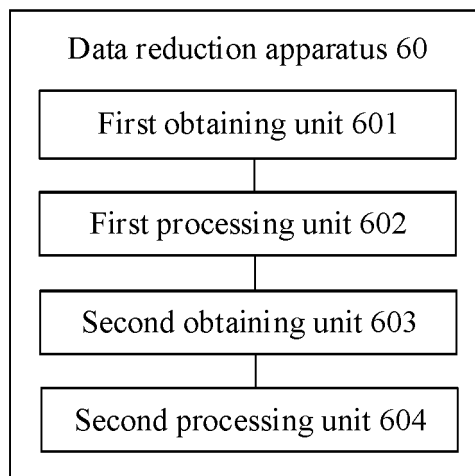 Data reduction apparatus 60
First obtaining unit 601
First processing unit 602
Second obtaining unit 603
Second processing unit 604